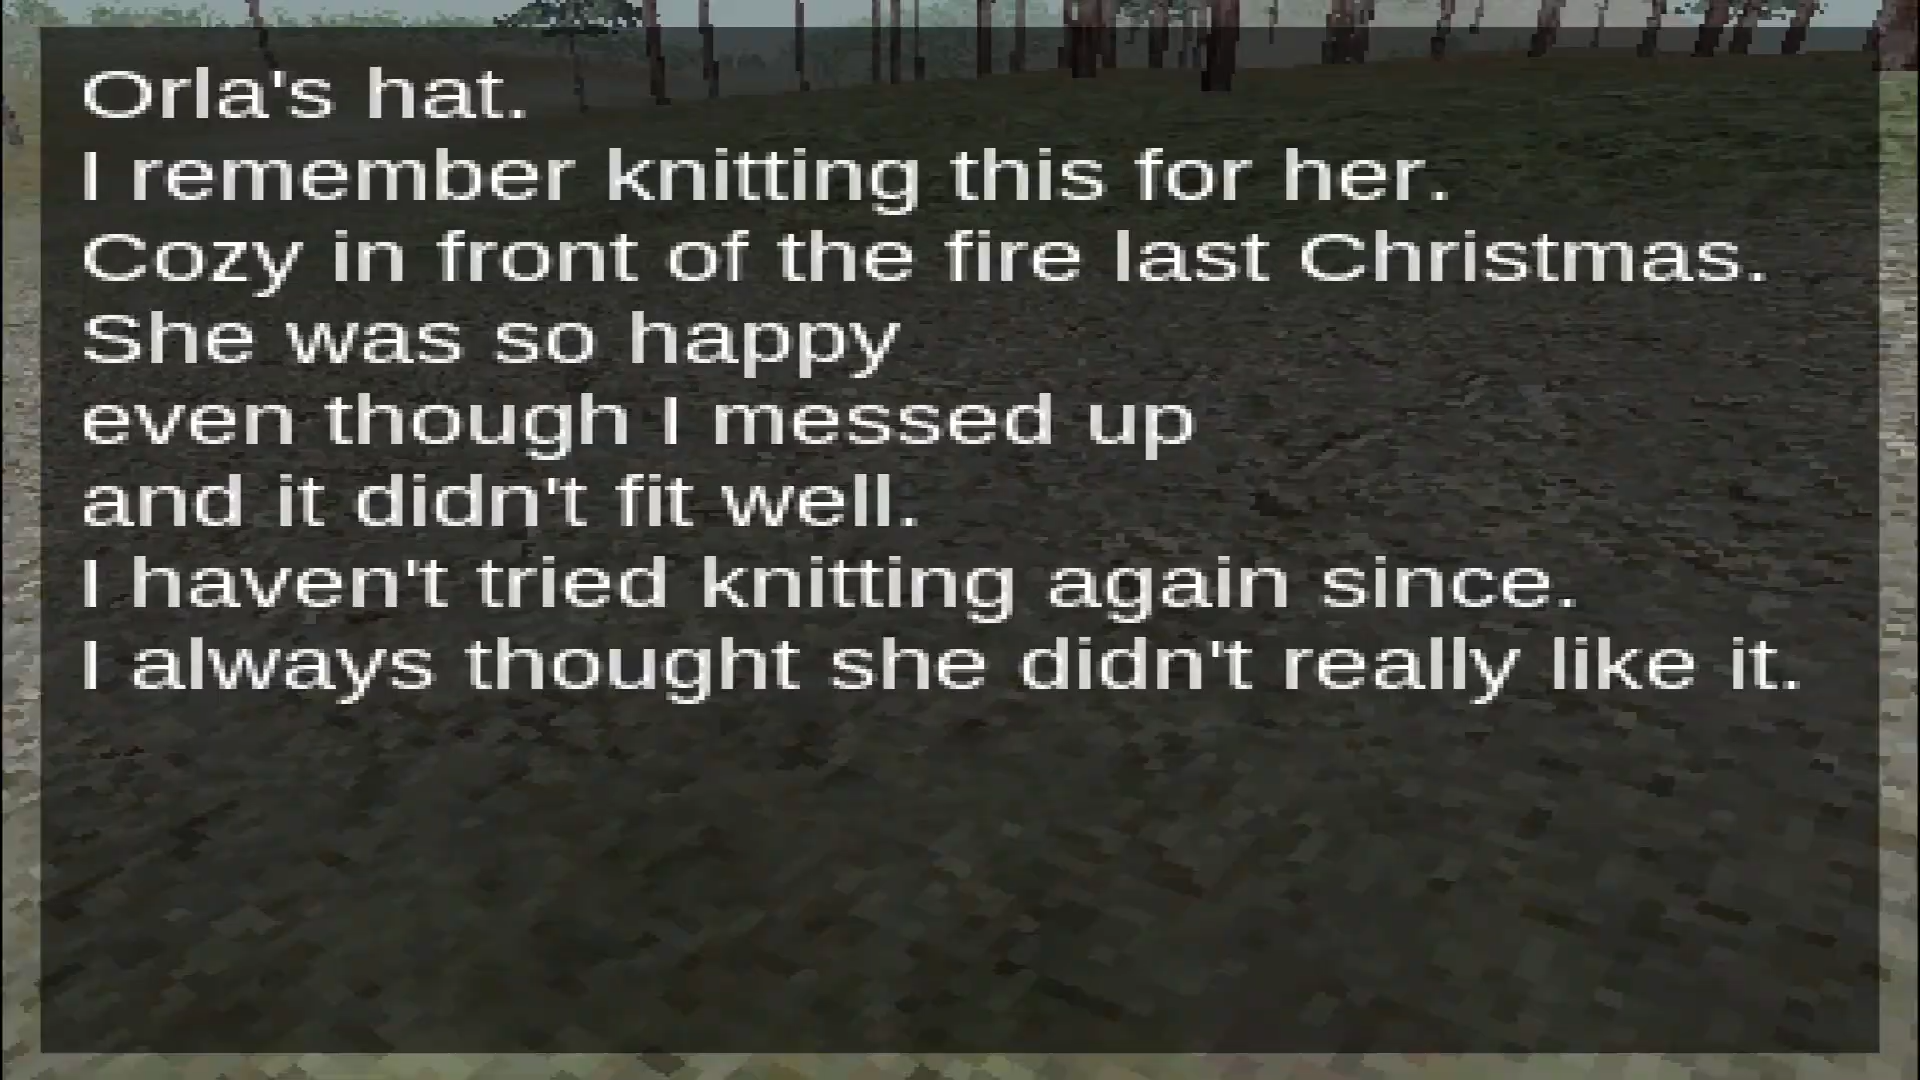 Orla's hat.
I remember knitting this for her.
Cozy in front of the fire last Christmas.
She was so happy
even though I messed up
and it didn't fit well.
I haven't tried knitting again since.
I always thought she didn't really like it.